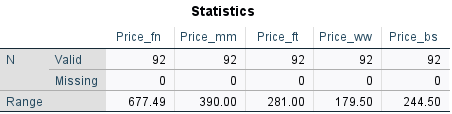 Statistics
Price_fn Price_mm Price_ft Price_ww Price_bs
N Valid 92 92 92 92 92
Missing 0 0 0 0 0
Range 677.49 390.00 281.00 179.50 244.50